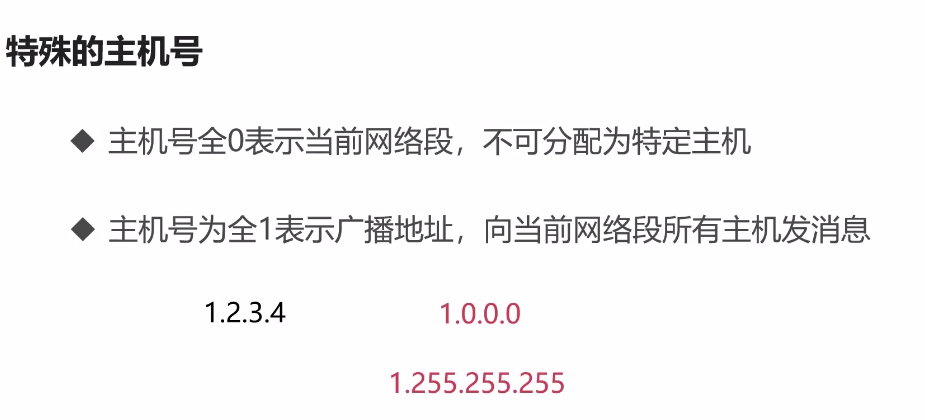 特殊的主机号
◆ 主机号全0表示当前网络段，不可分配为特定主机
◆ 主机号为全1表示广播地址，向当前网络段所有主机发消息
1.2.3.4 1.0.0.0
1.255.255.255